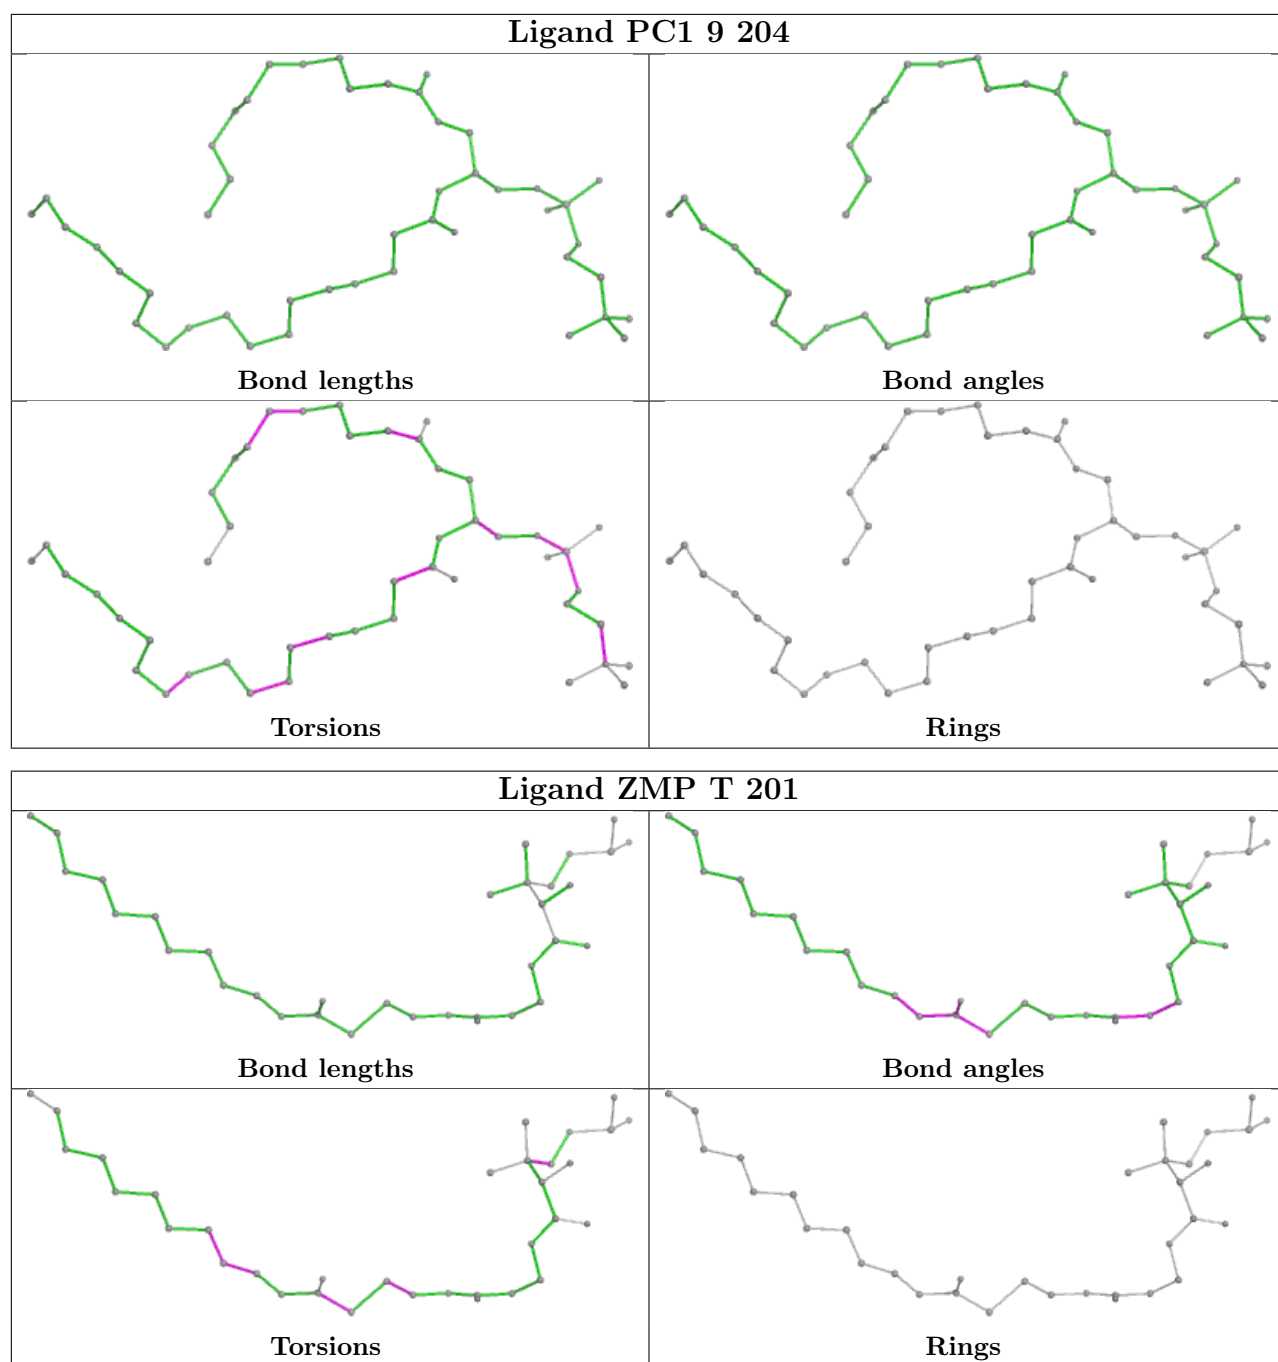 Ligand PC1 9 204
Bond lengths
Bond angles
Torsions
Rings
Ligand ZMP T 201
Bond lengths
Bond angles
Torsions
Rings